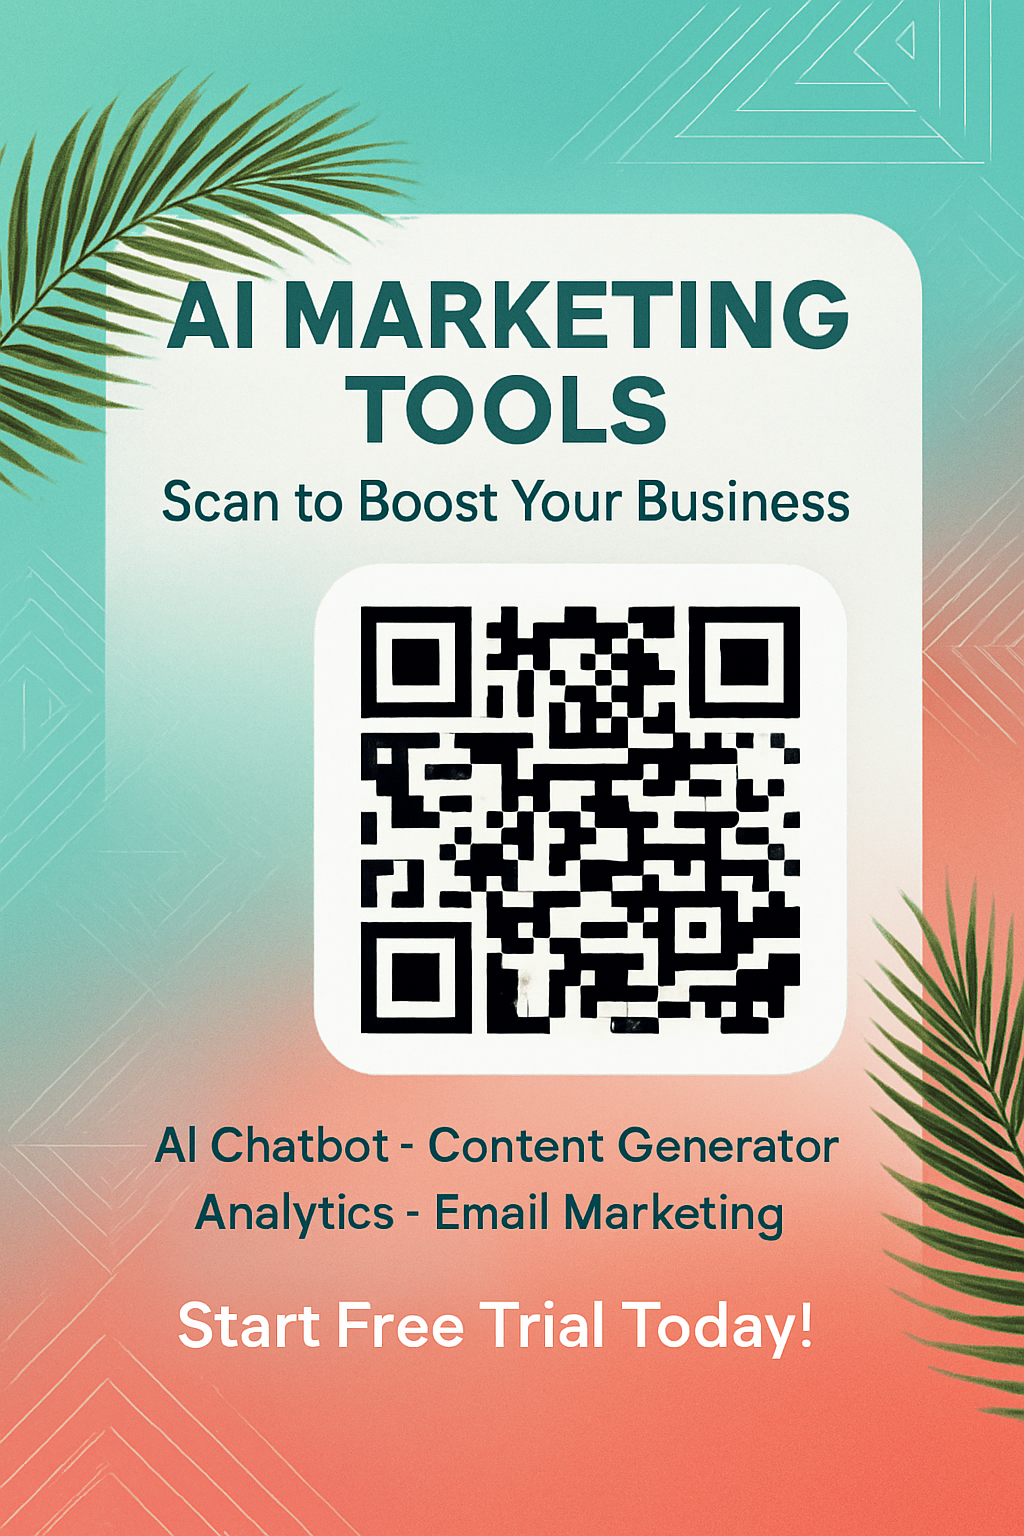 AI MARKETING
TOOLS
Scan to Boost Your Business
AI Chatbot - Content Generator
Analytics - Email Marketing
Start Free Trial Today!